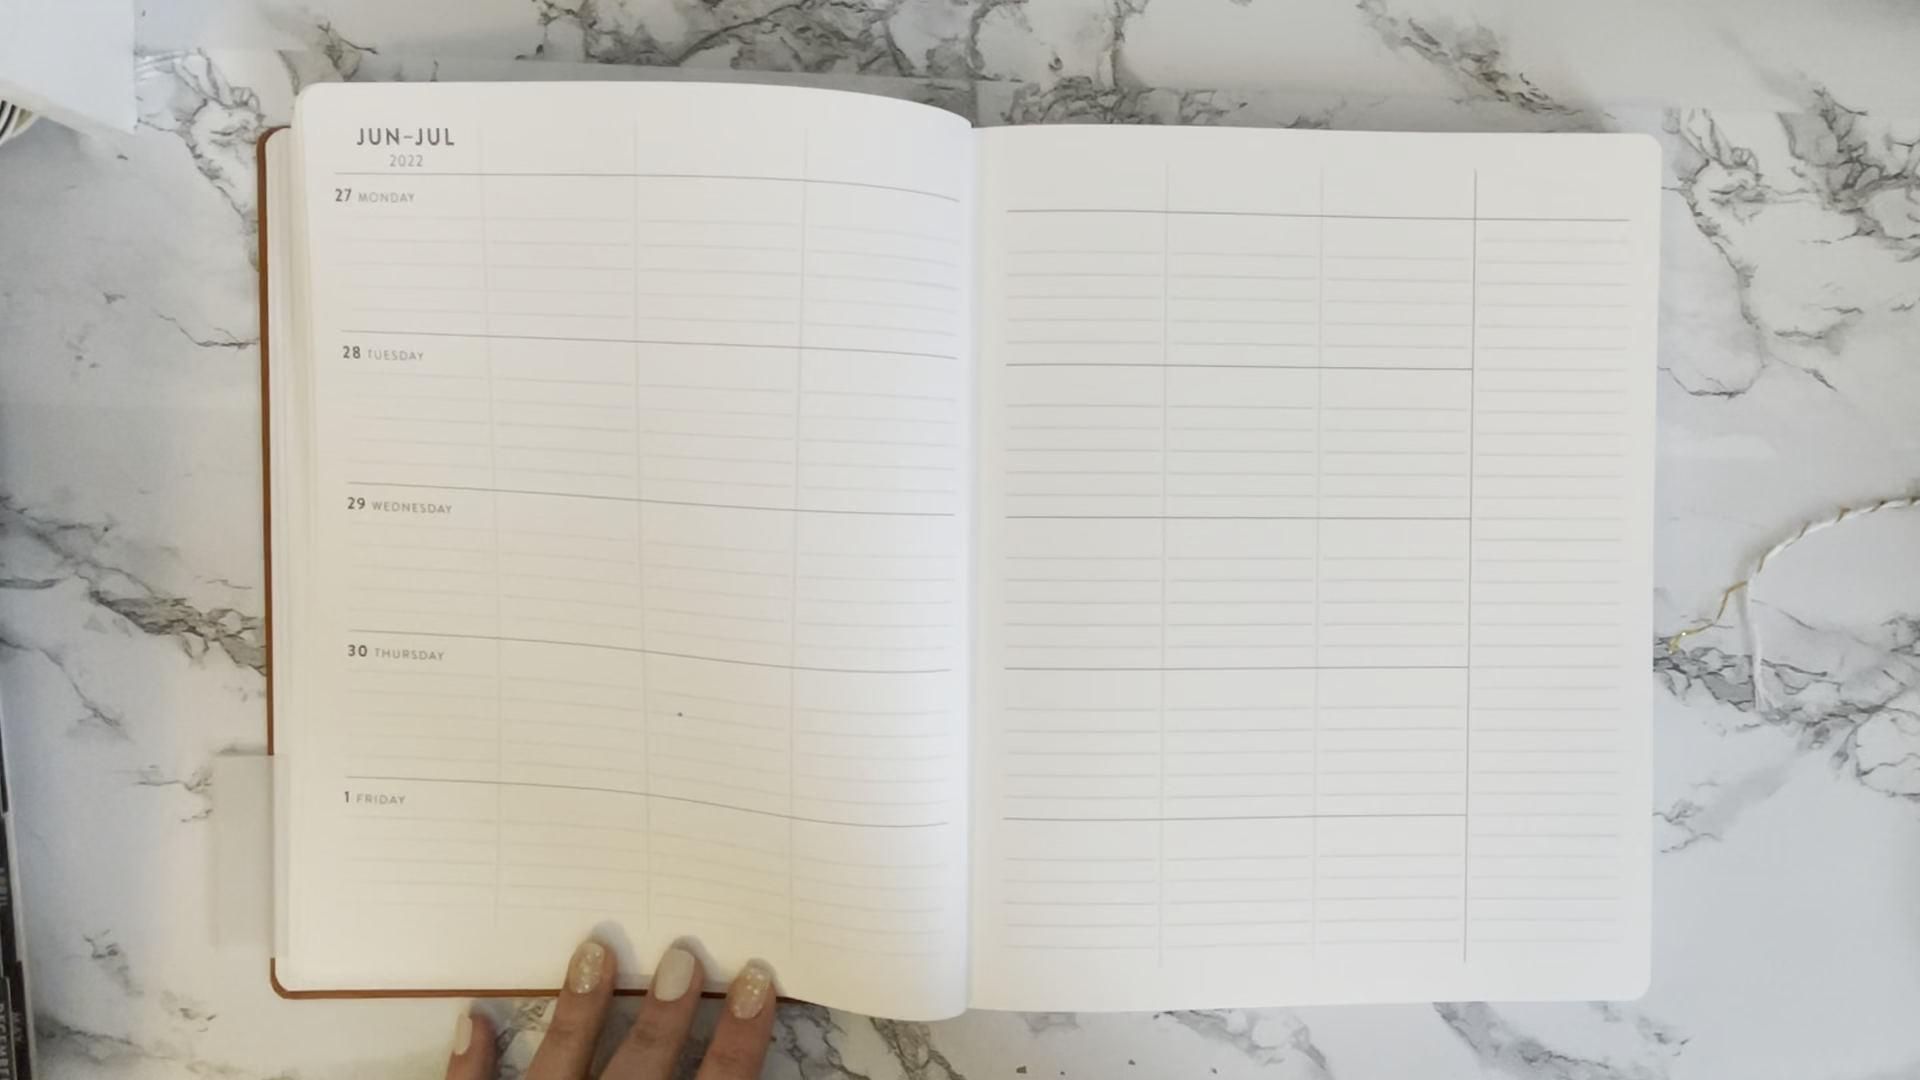 JUN–JUL
2022
27 MONDAY
28 TUESDAY
29 WEDNESDAY
30 THURSDAY
1 FRIDAY